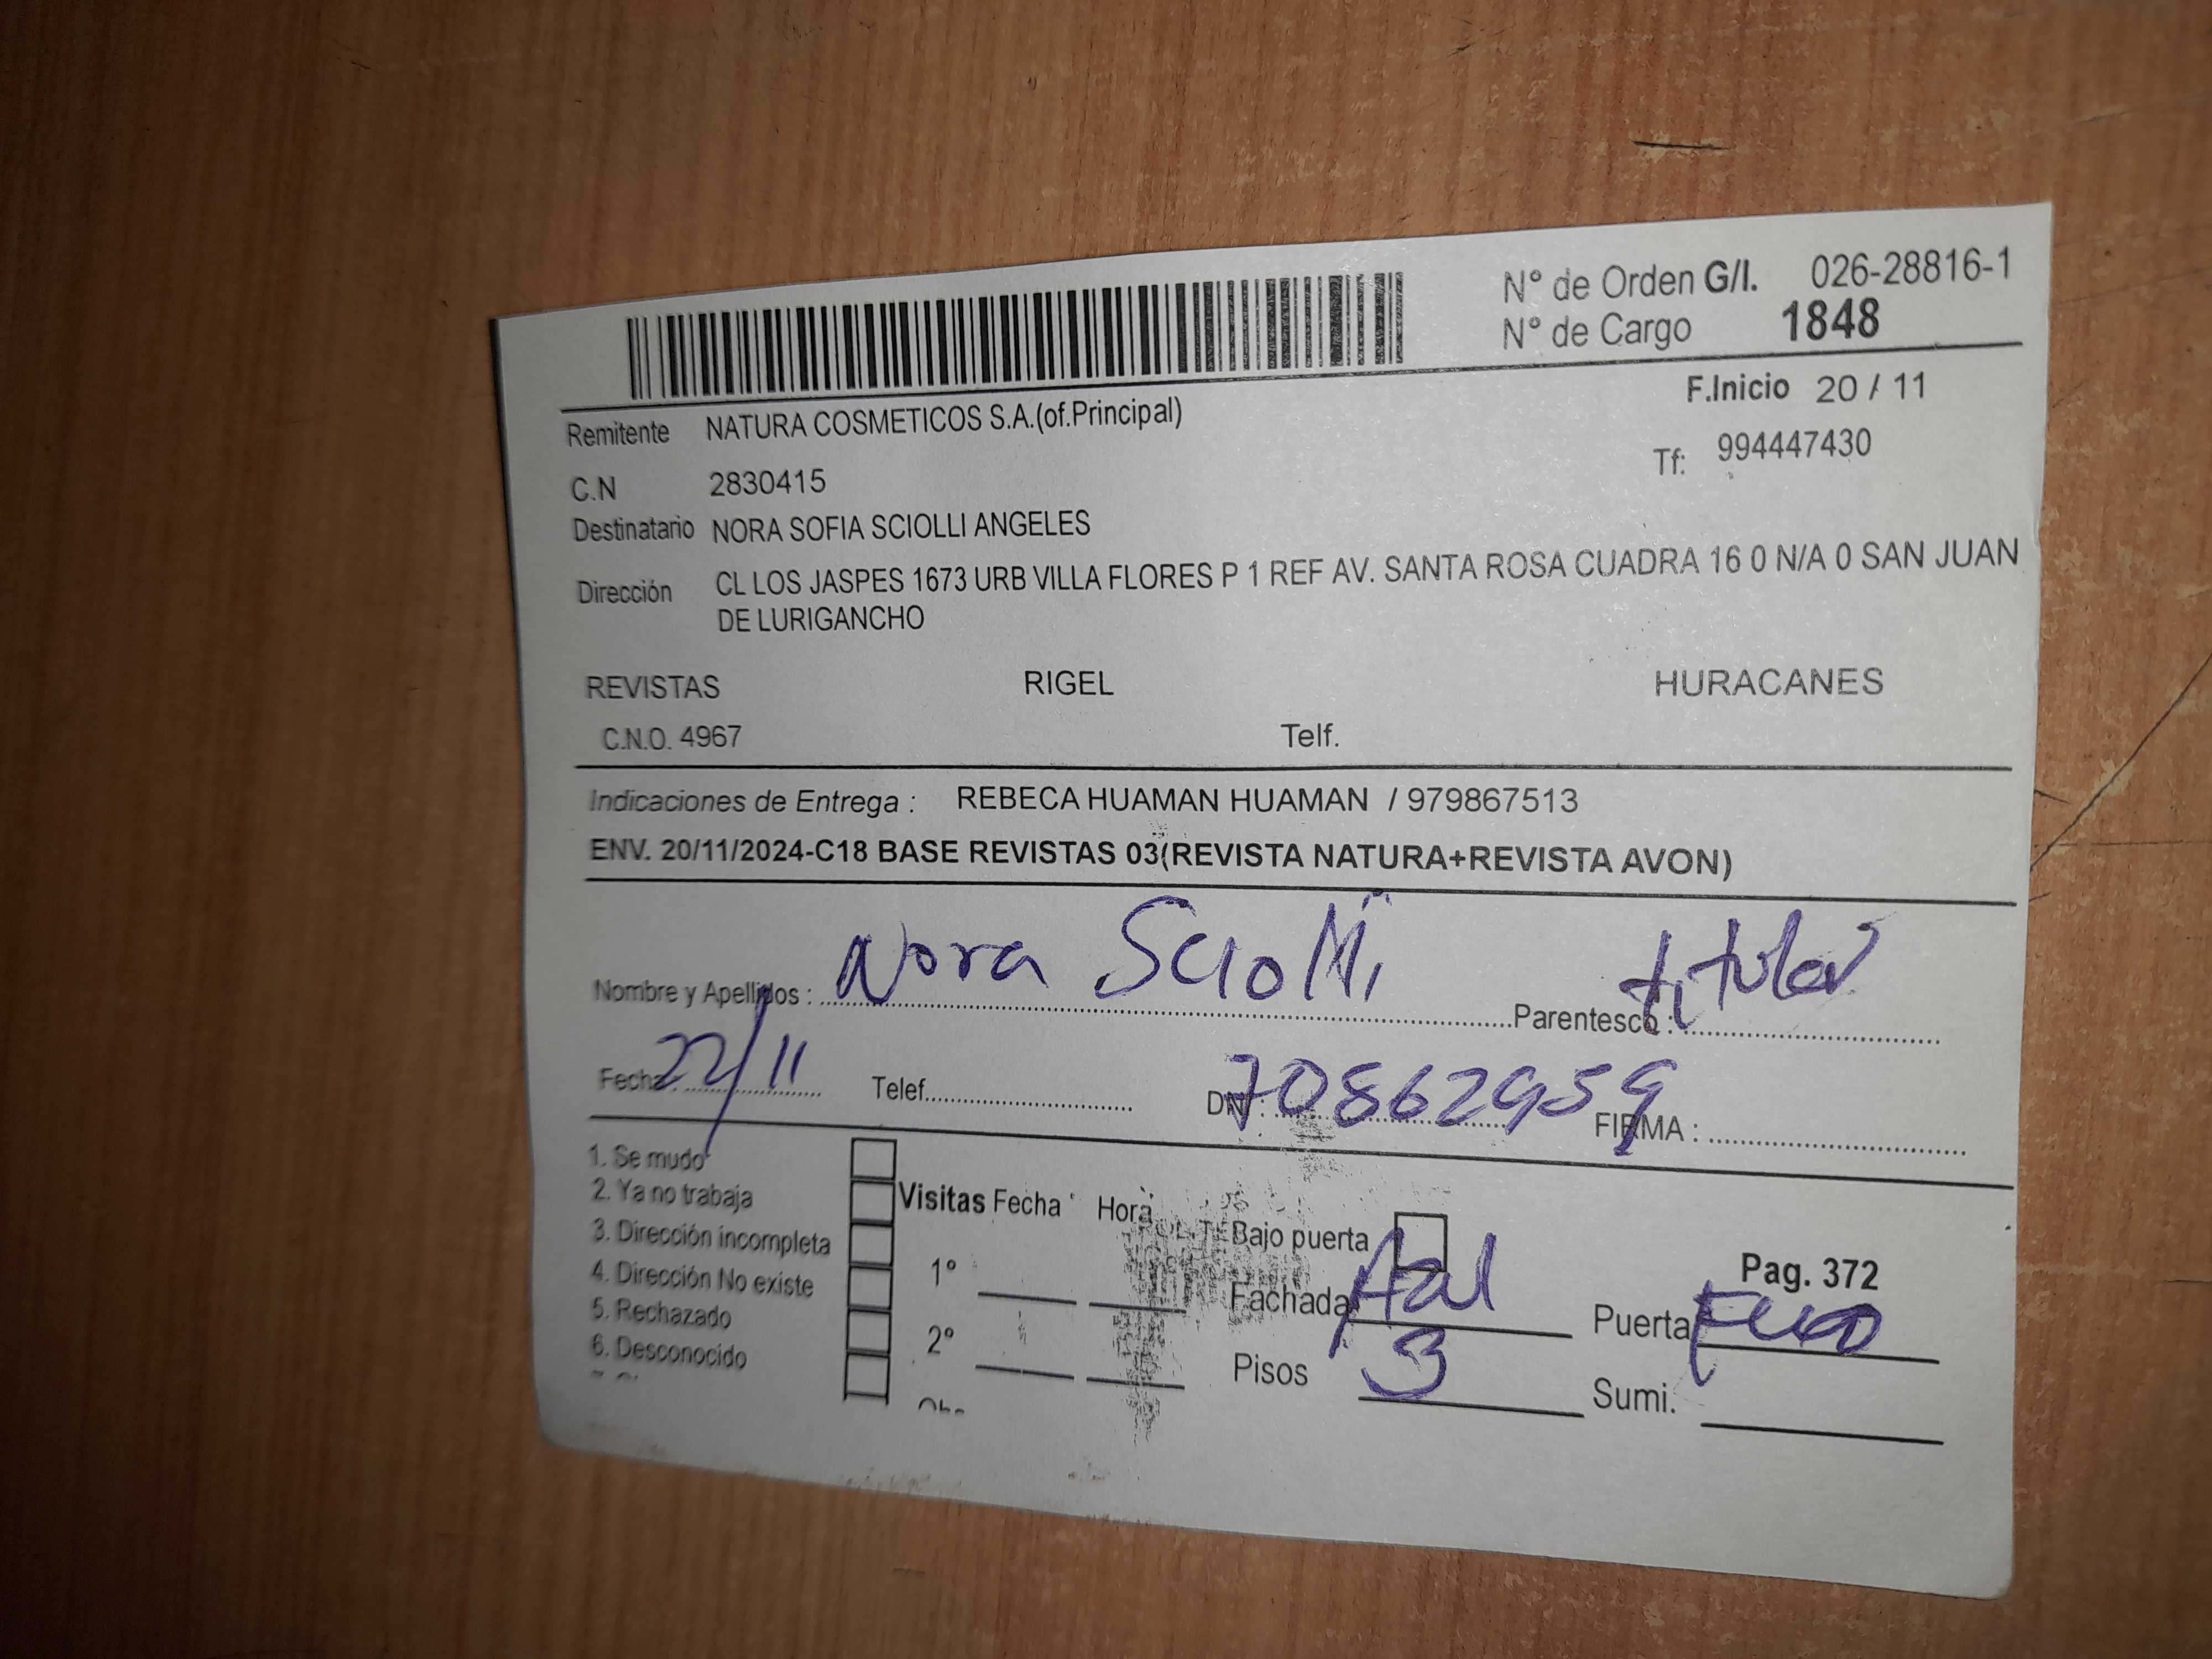 N° de Orden G/I. 026-28816-1
N° de Cargo 1848
F.Inicio 20 / 11
Remitente NATURA COSMETICOS S.A.(of.Principal)
Tf: 994447430
C.N 2830415
Destinatario NORA SOFIA SCIOLLI ANGELES
Dirección CL LOS JASPES 1673 URB VILLA FLORES P 1 REF AV. SANTA ROSA CUADRA 16 0 N/A 0 SAN JUAN
DE LURIGANCHO
REVISTAS RIGEL HURACANES
C.N.O. 4967 Telf.
Indicaciones de Entrega : REBECA HUAMAN HUAMAN / 979867513
ENV. 20/11/2024-C18 BASE REVISTAS 03(REVISTA NATURA+REVISTA AVON)
Nombre y Apellidos : Nora Sciolli Parentesco : titular
Fecha : 22/11 Telef. DNI : 70862959 FIRMA :
1. Se mudo
2. Ya no trabaja
3. Dirección incompleta
4. Dirección No existe
5. Rechazado
6. Desconocido
Visitas Fecha Hora
1°
2°
Bajo puerta
Fachada
Pisos 3
Pag. 372
Puerta
Sumi.